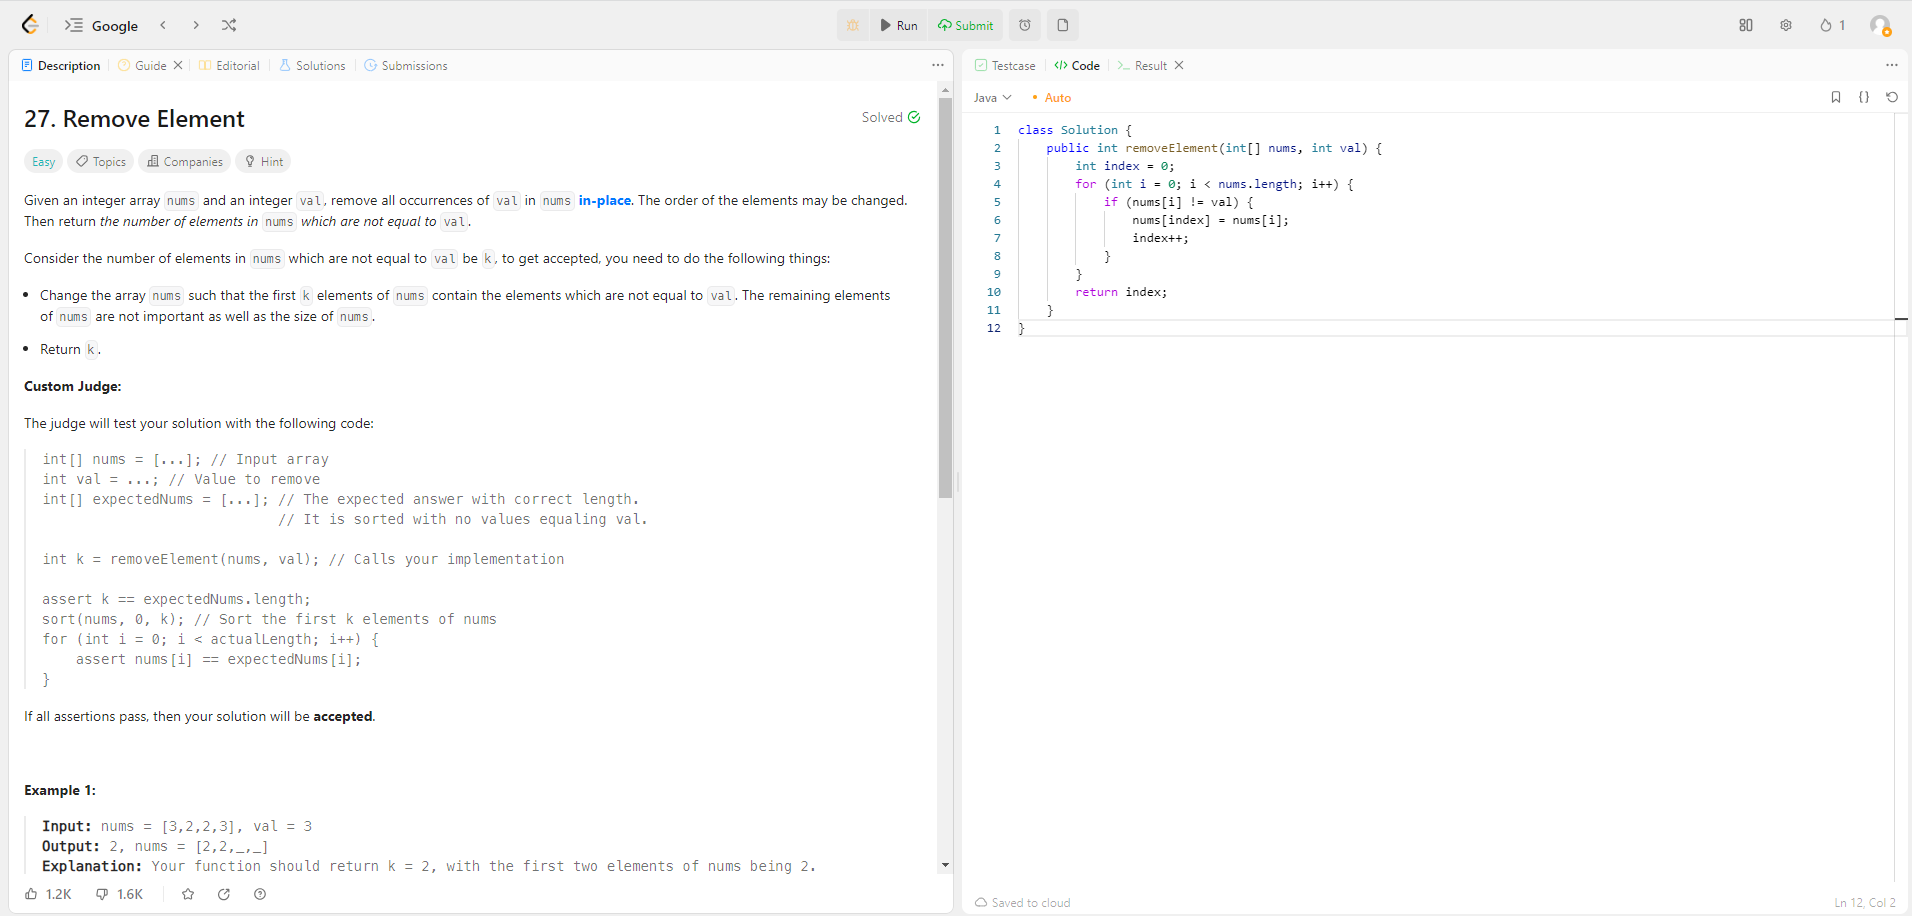 Google
Run
Submit
1
Description
Guide
Editorial
Solutions
Submissions
27. Remove Element
Solved
Easy
Topics
Companies
Hint
Given an integer array nums and an integer val, remove all occurrences of val in nums in-place. The order of the elements may be changed.
Then return the number of elements in nums which are not equal to val.
Consider the number of elements in nums which are not equal to val be k, to get accepted, you need to do the following things:
• Change the array nums such that the first k elements of nums contain the elements which are not equal to val. The remaining elements
of nums are not important as well as the size of nums.
• Return k.
Custom Judge:
The judge will test your solution with the following code:
int[] nums = [...]; // Input array
int val = ...; // Value to remove
int[] expectedNums = [...]; // The expected answer with correct length.
// It is sorted with no values equaling val.
int k = removeElement(nums, val); // Calls your implementation
assert k == expectedNums.length;
sort(nums, 0, k); // Sort the first k elements of nums
for (int i = 0; i < actualLength; i++) {
assert nums[i] == expectedNums[i];
}
If all assertions pass, then your solution will be accepted.
Example 1:
Input: nums = [3,2,2,3], val = 3
Output: 2, nums = [2,2,_,_]
Explanation: Your function should return k = 2, with the first two elements of nums being 2.
1.2K
1.6K
Testcase
Code
Result
Java
Auto
1 class Solution {
2 public int removeElement(int[] nums, int val) {
3 int index = 0;
4 for (int i = 0; i < nums.length; i++) {
5 if (nums[i] != val) {
6 nums[index] = nums[i];
7 index++;
8 }
9 }
10 return index;
11 }
12 }
Saved to cloud
Ln 12, Col 2